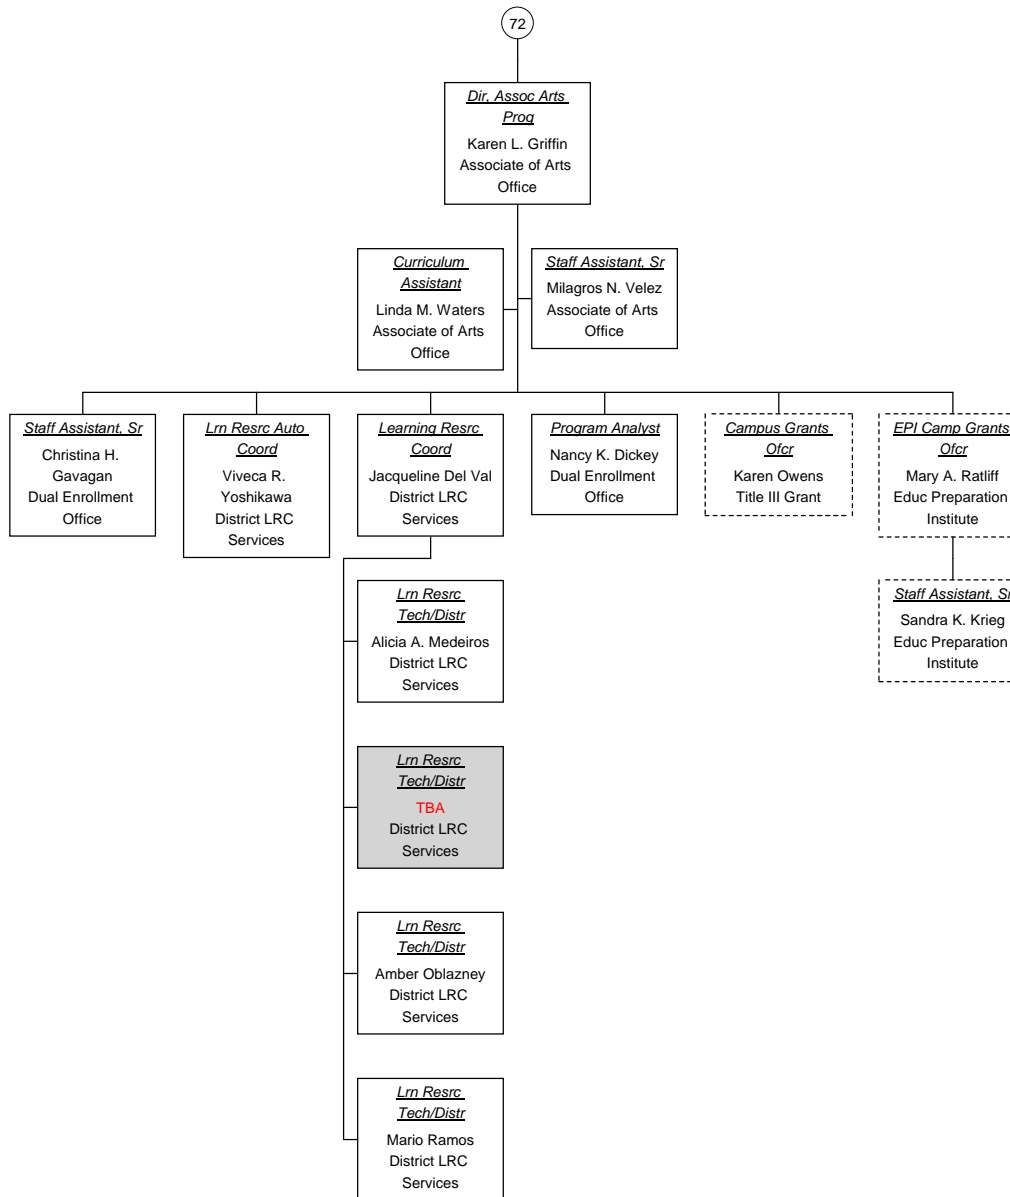 72
Dir, Assoc Arts
Prog
Karen L. Griffin
Associate of Arts
Office
Curriculum
Assistant
Linda M. Waters
Associate of Arts
Office
Staff Assistant, Sr
Milagros N. Velez
Associate of Arts
Office
Staff Assistant, Sr
Christina H.
Gavagan
Dual Enrollment
Office
Lrn Resrc Auto
Coord
Viveca R.
Yoshikawa
District LRC
Services
Learning Resrc
Coord
Jacqueline Del Val
District LRC
Services
Program Analyst
Nancy K. Dickey
Dual Enrollment
Office
Campus Grants
Ofcr
Karen Owens
Title III Grant
EPI Camp Grants
Ofcr
Mary A. Ratliff
Educ Preparation
Institute
Staff Assistant, Sr
Sandra K. Krieg
Educ Preparation
Institute
Lrn Resrc
Tech/Distr
Alicia A. Medeiros
District LRC
Services
Lrn Resrc
Tech/Distr
TBA
District LRC
Services
Lrn Resrc
Tech/Distr
Amber Oblazney
District LRC
Services
Lrn Resrc
Tech/Distr
Mario Ramos
District LRC
Services